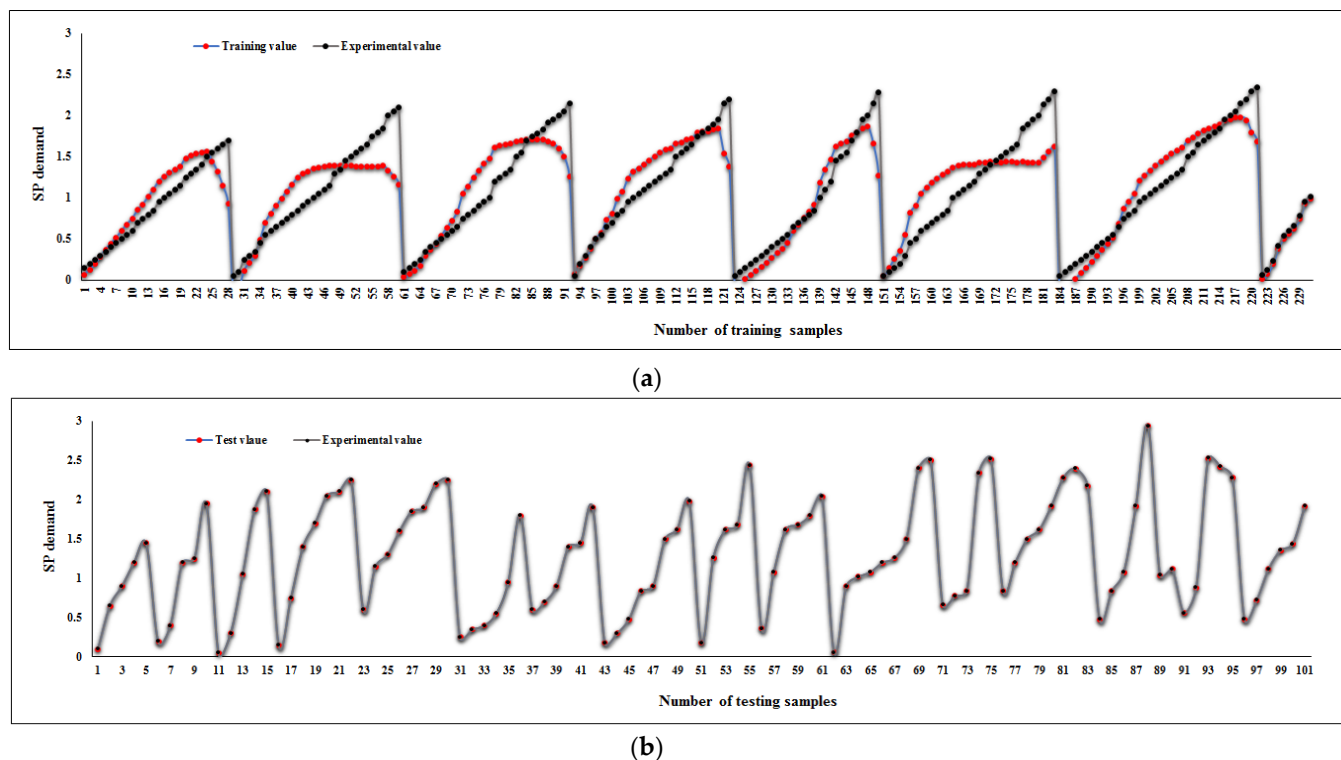 3
Training value Experimental value
2.5
2
1.5
1
0.5
0
SP demand
1 4 7 10 13 16 19 22 25 28 31 34 37 40 43 46 49 52 55 58 61 64 67 70 73 76 79 82 85 88 91 94 97 100 103 106 109 112 115 118 121 124 127 130 133 136 139 142 145 148 151 154 157 160 163 166 169 172 175 178 181 184 187 190 193 196 199 202 205 208 211 214 217 220 223 226 229
Number of training samples
(a)
3
Test vlaue Experimental value
2.5
2
1.5
1
0.5
0
SP demand
1 3 5 7 9 11 13 15 17 19 21 23 25 27 29 31 33 35 37 39 41 43 45 47 49 51 53 55 57 59 61 63 65 67 69 71 73 75 77 79 81 83 85 87 89 91 93 95 97 99 101
Number of testing samples
(b)